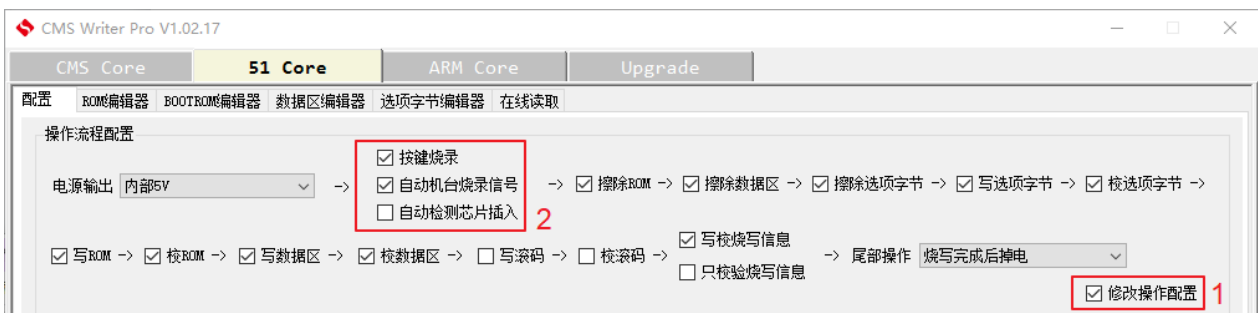 CMS Writer Pro V1.02.17
CMS Core 51 Core ARM Core Upgrade
配置 ROM编辑器 BOOTROM编辑器 数据区编辑器 选项字节编辑器 在线读取
操作流程配置
电源输出 内部5V ->
按键烧录
自动机台烧录信号
自动检测芯片插入
2
-> 擦除ROM -> 擦除数据区 -> 擦除选项字节 -> 写选项字节 -> 校选项字节 ->
写ROM -> 校ROM -> 写数据区 -> 校数据区 -> 写滚码 -> 校滚码 ->
写校烧写信息
只校验烧写信息
-> 尾部操作 烧写完成后掉电
修改操作配置 1